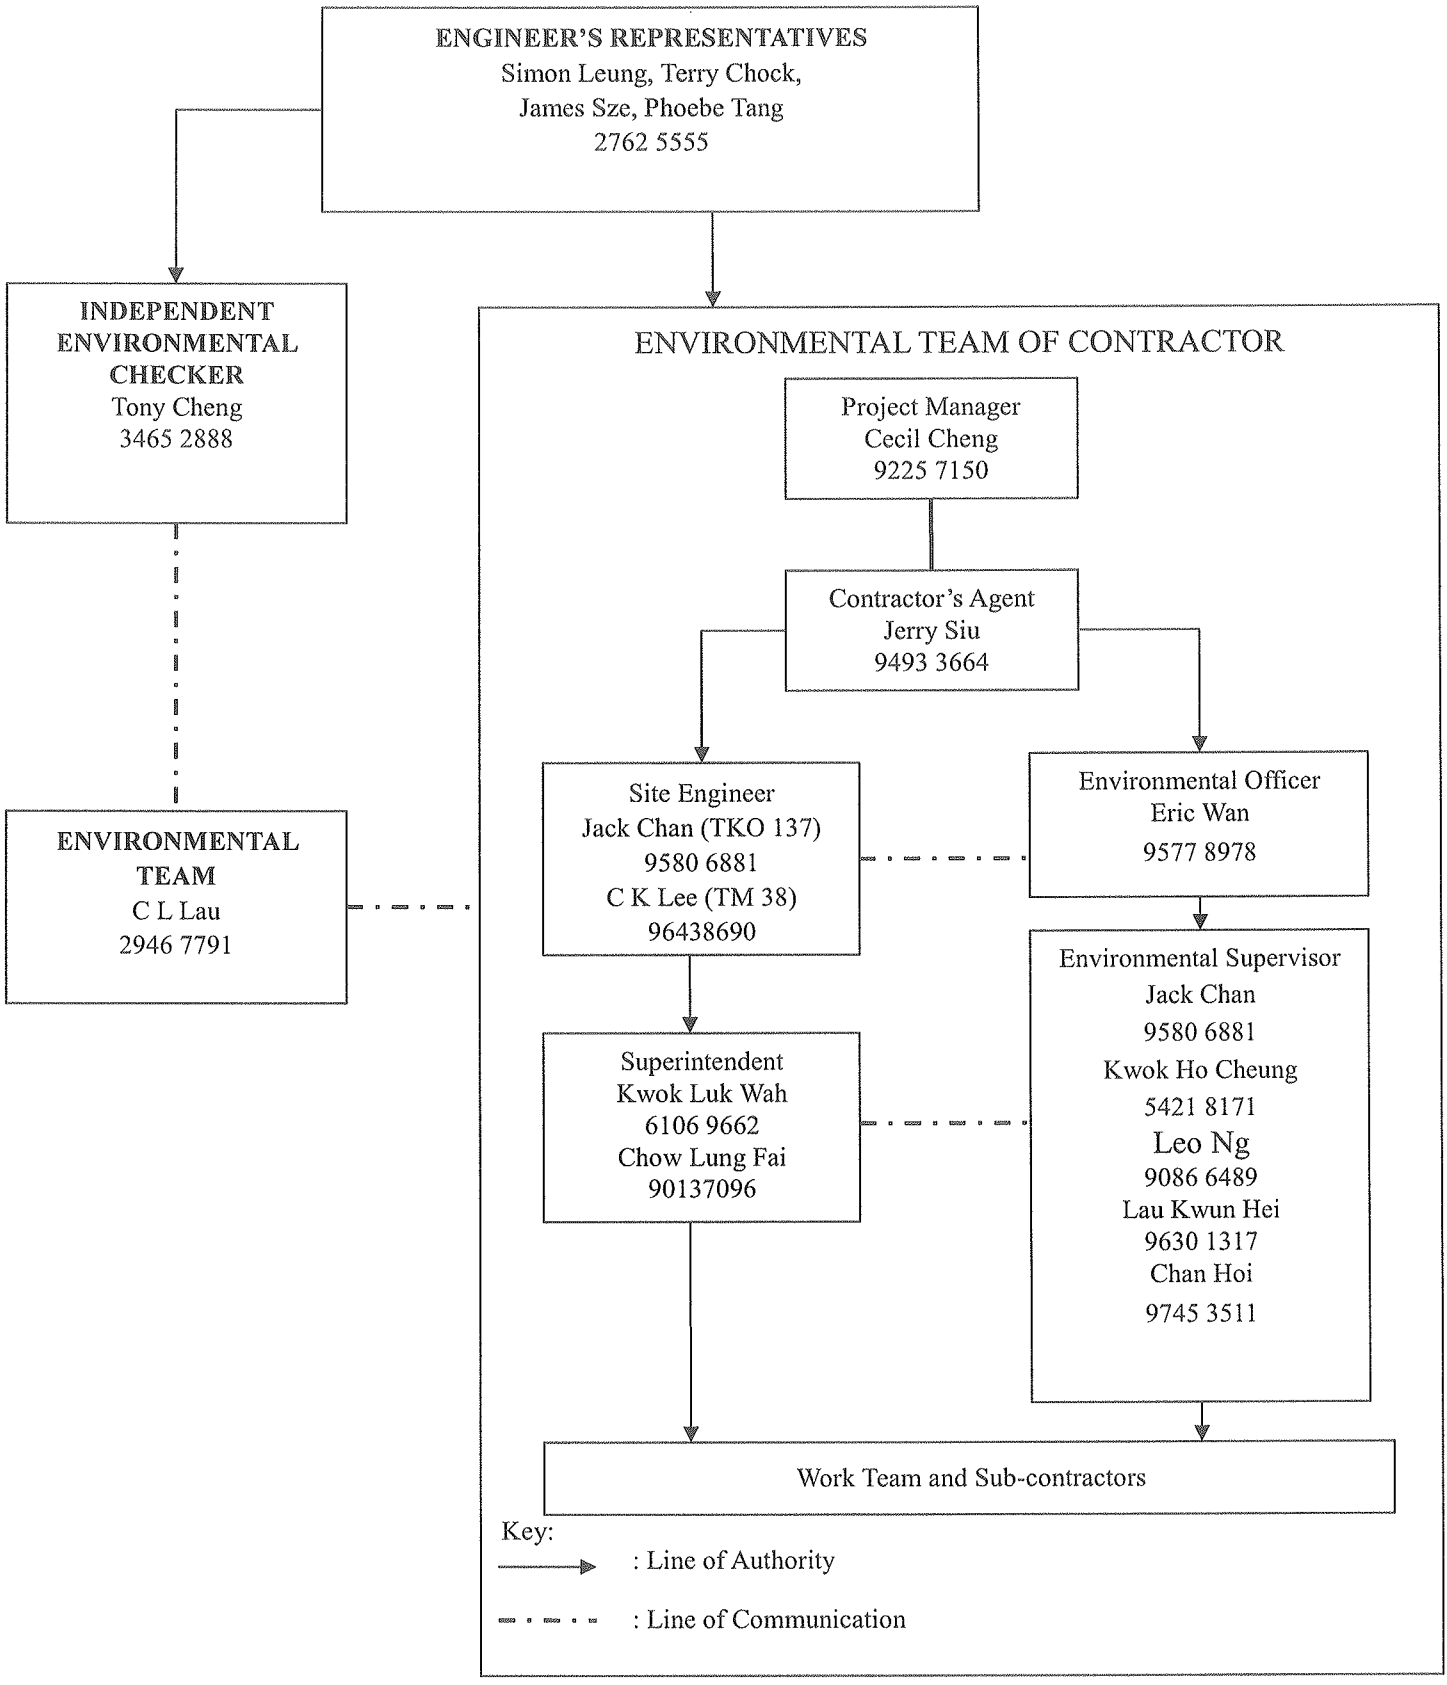 ENGINEER'S REPRESENTATIVES
Simon Leung, Terry Chock,
James Sze, Phoebe Tang
2762 5555
INDEPENDENT
ENVIRONMENTAL
CHECKER
Tony Cheng
3465 2888
ENVIRONMENTAL
TEAM
C L Lau
2946 7791
ENVIRONMENTAL TEAM OF CONTRACTOR
Project Manager
Cecil Cheng
9225 7150
Contractor's Agent
Jerry Siu
9493 3664
Site Engineer
Jack Chan (TKO 137)
9580 6881
C K Lee (TM 38)
96438690
Environmental Officer
Eric Wan
9577 8978
Superintendent
Kwok Luk Wah
6106 9662
Chow Lung Fai
90137096
Environmental Supervisor
Jack Chan
9580 6881
Kwok Ho Cheung
5421 8171
Leo Ng
9086 6489
Lau Kwun Hei
9630 1317
Chan Hoi
9745 3511
Work Team and Sub-contractors
Key:
: Line of Authority
: Line of Communication